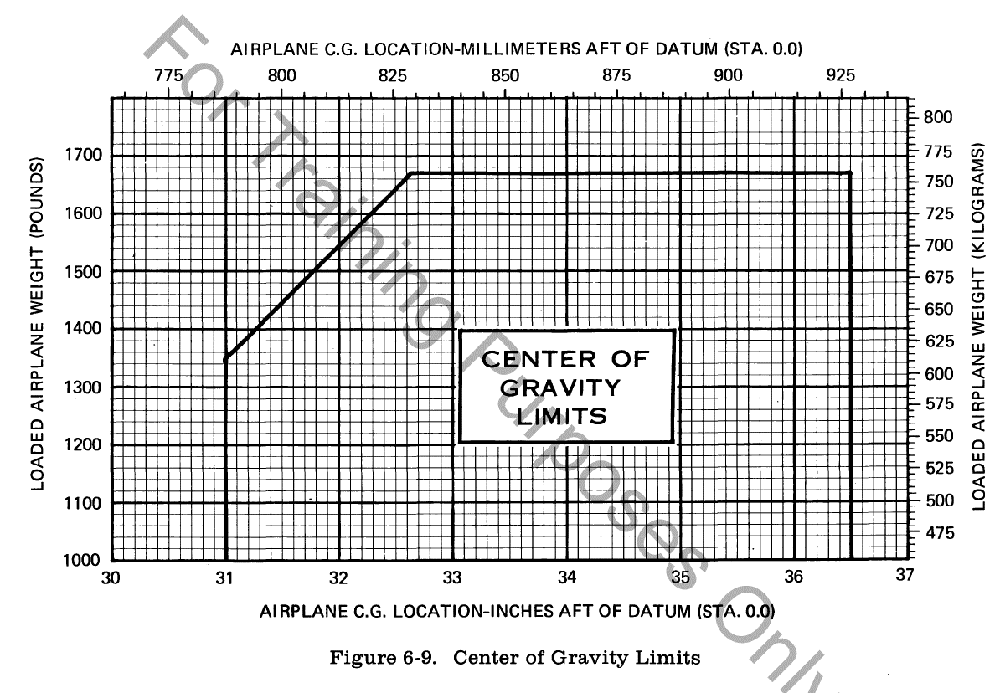 AIRPLANE C.G. LOCATION-MILLIMETERS AFT OF DATUM (STA. 0.0)
775 800 825 850 875 900 925
LOADED AIRPLANE WEIGHT (POUNDS)
1700
1600
1500
1400
1300
1200
1100
1000
CENTER OF
GRAVITY
LIMITS
800
775
750
725
700
675
650
625
600
575
550
525
500
475
LOADED AIRPLANE WEIGHT (KILOGRAMS)
30 31 32 33 34 35 36 37
AIRPLANE C.G. LOCATION-INCHES AFT OF DATUM (STA. 0.0)
Figure 6-9. Center of Gravity Limits
For Training Purposes Only